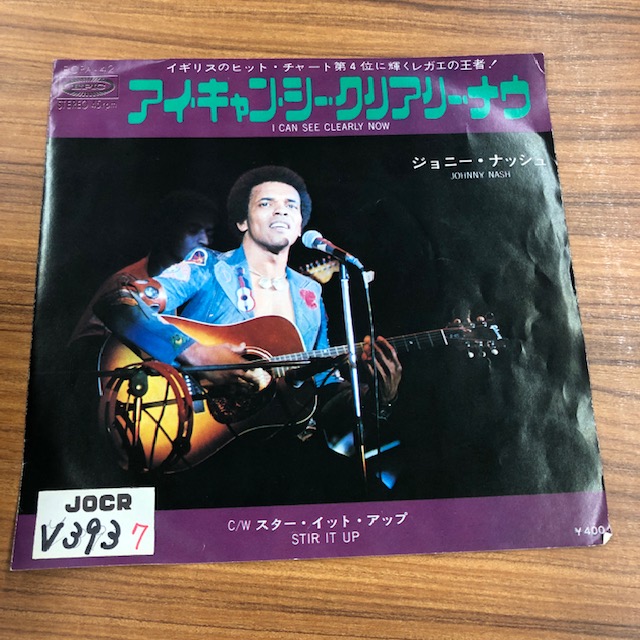 イギリスのヒット・チャート第4位に輝くレガエの王者!
EPIC
STEREO/45rpm
アイ・キャン・シー・クリアリー・ナウ
I CAN SEE CLEARLY NOW
ジョニー・ナッシュ
JOHNNY NASH
JOCR
V393 7
C/W スター・イット・アップ
STIR IT UP
¥400